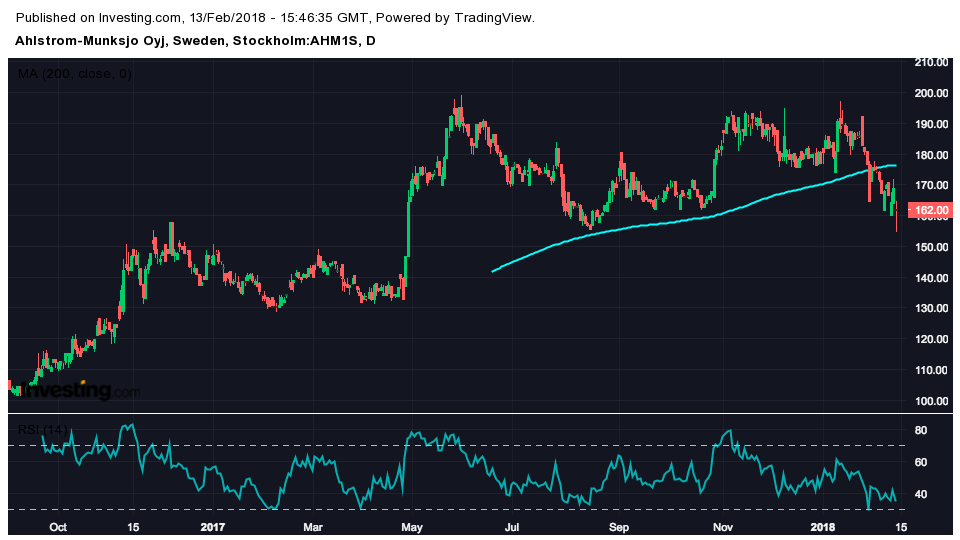 Published on Investing.com, 13/Feb/2018 - 15:46:35 GMT, Powered by TradingView.
Ahlstrom-Munksjo Oyj, Sweden, Stockholm:AHM1S, D
MA (200, close, 0)
210.00
200.00
190.00
180.00
170.00
162.00
160.00
150.00
140.00
130.00
120.00
110.00
100.00
Investing.com
RSI (14)
80
60
40
Oct 15 2017 Mar May Jul Sep Nov 2018 15